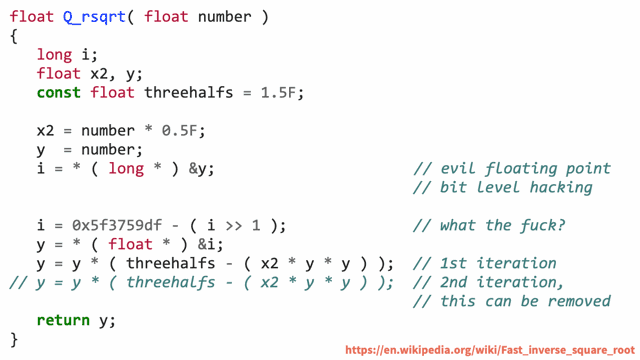 float Q_rsqrt( float number )
{
long i;
float x2, y;
const float threehalfs = 1.5F;
x2 = number * 0.5F;
y  = number;
i = * ( long * ) &y; // evil floating point
// bit level hacking
i = 0x5f3759df - ( i >> 1 ); // what the fuck?
y = * ( float * ) &i;
y = y * ( threehalfs - ( x2 * y * y ) ); // 1st iteration
// y = y * ( threehalfs - ( x2 * y * y ) ); // 2nd iteration,
// this can be removed
return y;
}
https://en.wikipedia.org/wiki/Fast_inverse_square_root